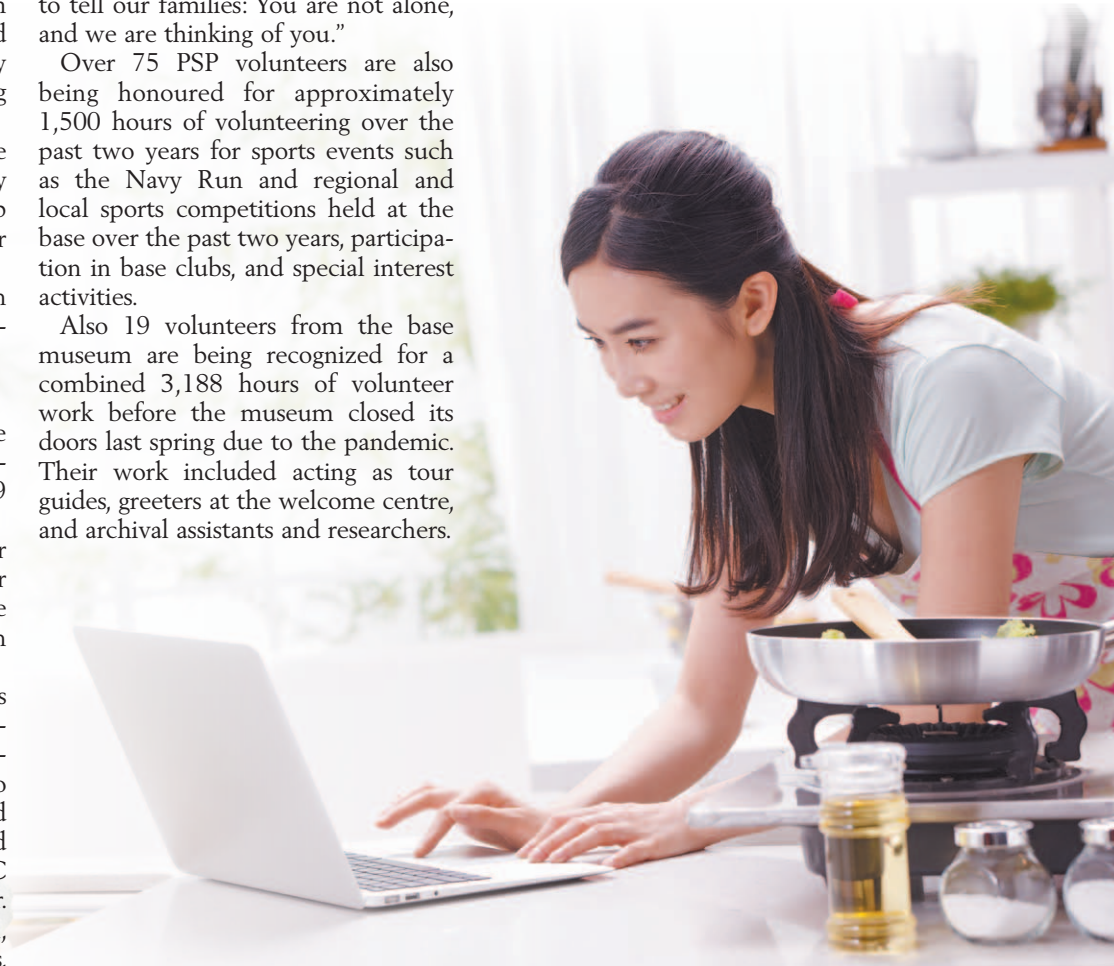 to tell our families: You are not alone,
and we are thinking of you.”
Over 75 PSP volunteers are also
being honoured for approximately
1,500 hours of volunteering over the
past two years for sports events such
as the Navy Run and regional and
local sports competitions held at the
base over the past two years, participa-
tion in base clubs, and special interest
activities.
Also 19 volunteers from the base
museum are being recognized for a
combined 3,188 hours of volunteer
work before the museum closed its
doors last spring due to the pandemic.
Their work included acting as tour
guides, greeters at the welcome centre,
and archival assistants and researchers.